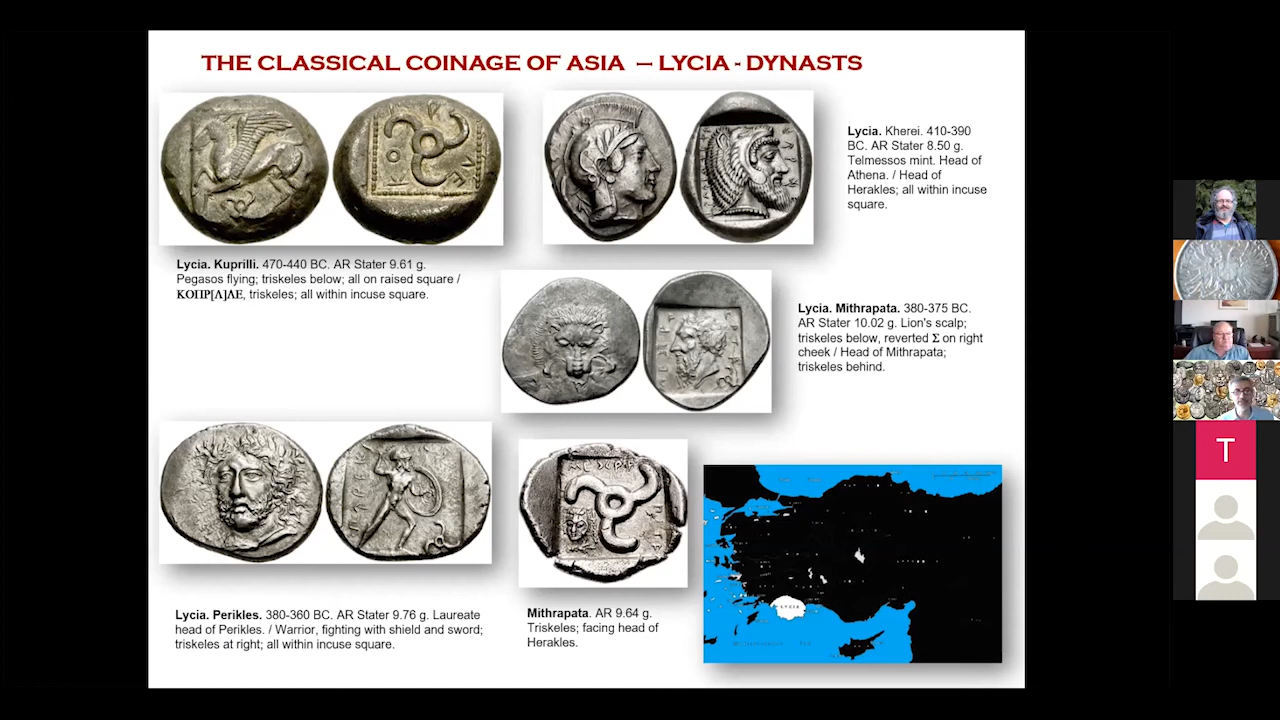 THE CLASSICAL COINAGE OF ASIA – LYCIA - DYNASTS
Lycia. Kherei. 410-390
BC. AR Stater 8.50 g.
Telmessos mint. Head of
Athena. / Head of
Herakles; all within incuse
square.
Lycia. Kuprilli. 470-440 BC. AR Stater 9.61 g.
Pegasos flying; triskeles below; all on raised square /
ΚΟΠΡ[Λ]ΛΕ, triskeles; all within incuse square.
Lycia. Mithrapata. 380-375 BC.
AR Stater 10.02 g. Lion's scalp;
triskeles below, reverted Σ on right
cheek / Head of Mithrapata;
triskeles behind.
Lycia. Perikles. 380-360 BC. AR Stater 9.76 g. Laureate
head of Perikles. / Warrior, fighting with shield and sword;
triskeles at right; all within incuse square.
Mithrapata. AR 9.64 g.
Triskeles; facing head of
Herakles.
LYCIA
T